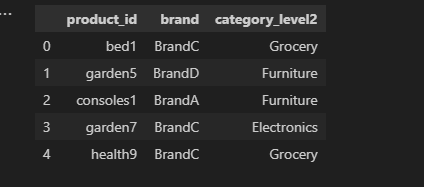 ...
product_id brand category_level2
0 bed1 BrandC Grocery
1 garden5 BrandD Furniture
2 consoles1 BrandA Furniture
3 garden7 BrandC Electronics
4 health9 BrandC Grocery